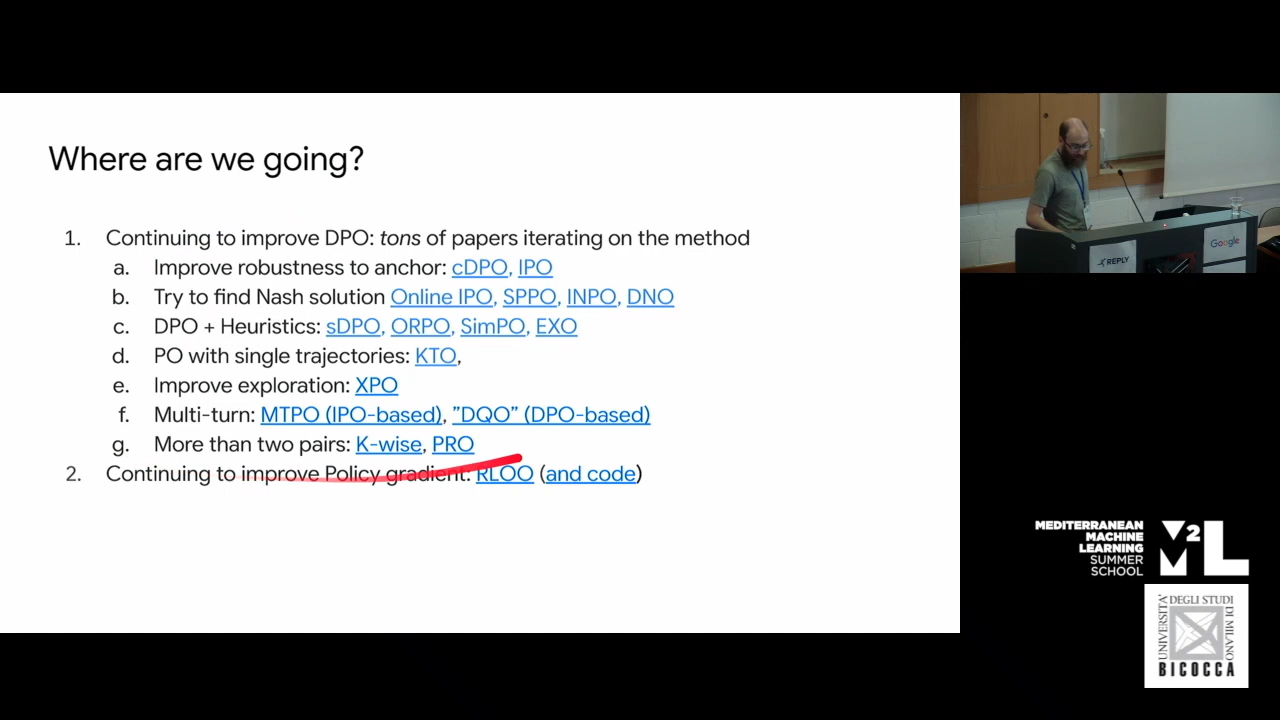 Where are we going?
1. Continuing to improve DPO: tons of papers iterating on the method
a. Improve robustness to anchor: cDPO, IPO
b. Try to find Nash solution Online IPO, SPPO, INPO, DNO
c. DPO + Heuristics: sDPO, ORPO, SimPO, EXO
d. PO with single trajectories: KTO,
e. Improve exploration: XPO
f. Multi-turn: MTPO (IPO-based), ”DQO” (DPO-based)
g. More than two pairs: K-wise, PRO
2. Continuing to improve Policy gradient: RLOO (and code)
REPLY
Google
MEDITERRANEAN
MACHINE
LEARNING
SUMMER
SCHOOL
M2L
UNIVERSITÀ
DEGLI STUDI
DI MILANO
BICOCCA